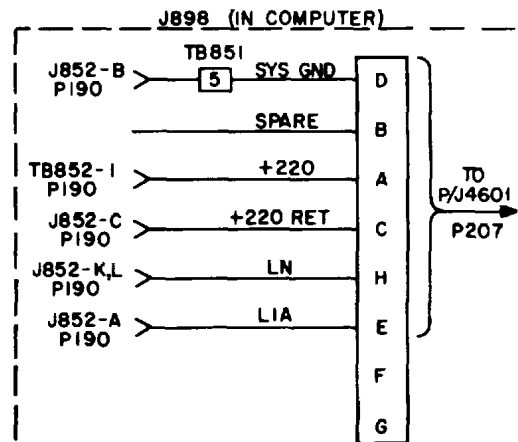 J898 (IN COMPUTER)
TB851
J852-B
P190
5
SYS GND
D
SPARE
B
TB852-1
P190
+220
A
J852-C
P190
+220 RET
C
J852-K,L
P190
LN
H
J852-A
P190
L1A
E
F
G
TO
P/J4601
P207